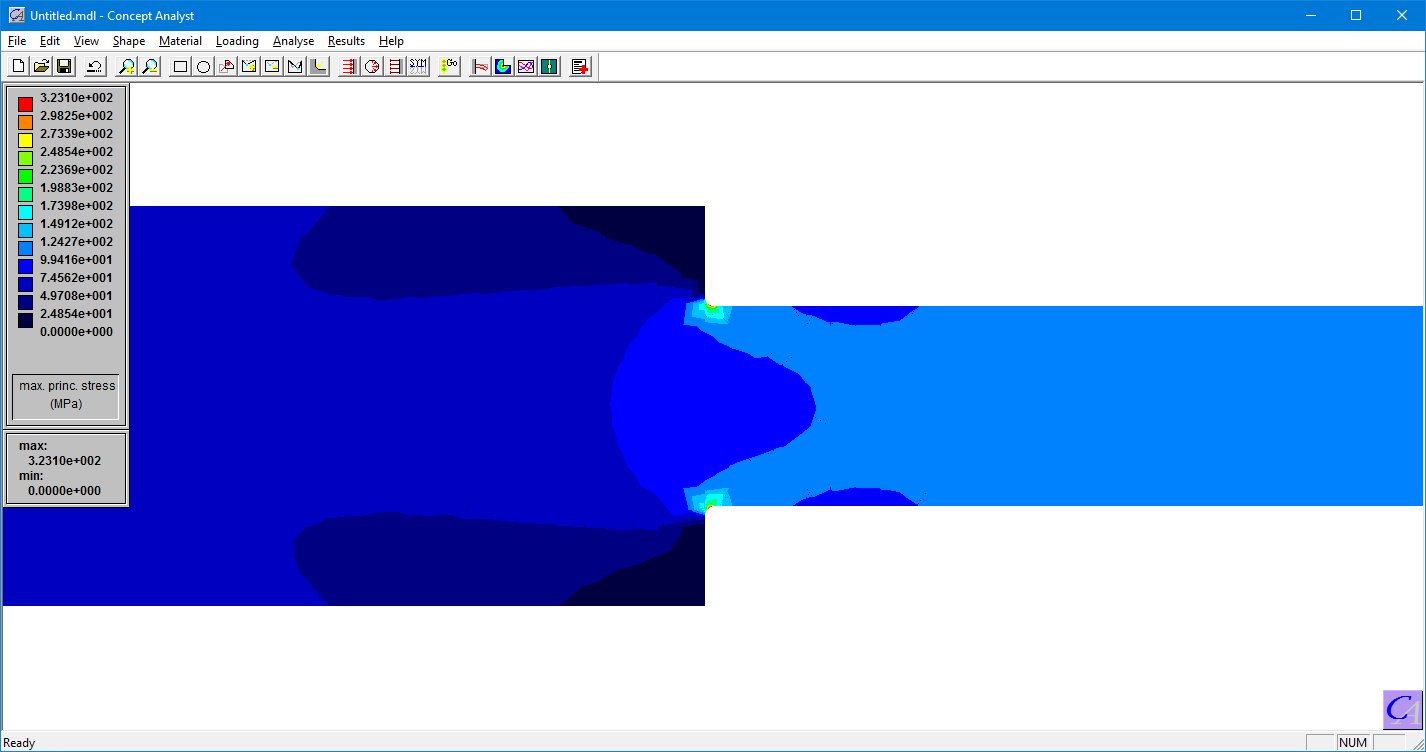 Untitled.mdl - Concept Analyst
File Edit View Shape Material Loading Analyse Results Help
Go
3.2310e+002
2.9825e+002
2.7339e+002
2.4854e+002
2.2369e+002
1.9883e+002
1.7398e+002
1.4912e+002
1.2427e+002
9.9416e+001
7.4562e+001
4.9708e+001
2.4854e+001
0.0000e+000
max. princ. stress
(MPa)
max:
3.2310e+002
min:
0.0000e+000
CA
Ready
NUM